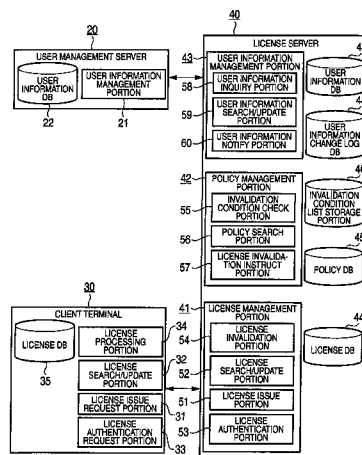 20
USER MANAGEMENT SERVER
USER INFORMATION DB
22
USER INFORMATION MANAGEMENT PORTION
21
40
LICENSE SERVER
43
USER INFORMATION MANAGEMENT PORTION
58
USER INFORMATION INQUIRY PORTION
59
USER INFORMATION SEARCH/UPDATE PORTION
60
USER INFORMATION NOTIFY PORTION
USER INFORMATION DB
USER INFORMATION CHANGE LOG DB
42
POLICY MANAGEMENT PORTION
55
INVALIDATION CONDITION CHECK PORTION
56
POLICY SEARCH PORTION
57
LICENSE INVALIDA-
TION INSTRUCT PORTION
INVALIDATION CONDITION LIST STORAGE PORTION
POLICY DB
30
CLIENT TERMINAL
LICENSE DB
35
34
LICENSE PROCESSING PORTION
32
LICENSE SEARCH/UPDATE PORTION
31
LICENSE ISSUE REQUEST PORTION
33
LICENSE AUTHENTICATION REQUEST PORTION
41
LICENSE MANAGEMENT PORTION
54
LICENSE INVALIDATION PORTION
52
LICENSE SEARCH/UPDATE PORTION
51
LICENSE ISSUE PORTION
53
LICENSE AUTHENTICATION PORTION
44
LICENSE DB